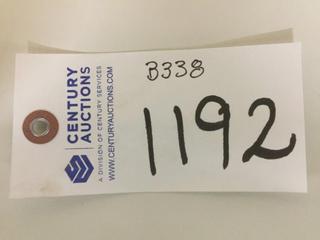 B338
1192
CENTURY
AUCTIONS
A DIVISION OF CENTURY SERVICES
WWW.CENTURYAUCTIONS.COM